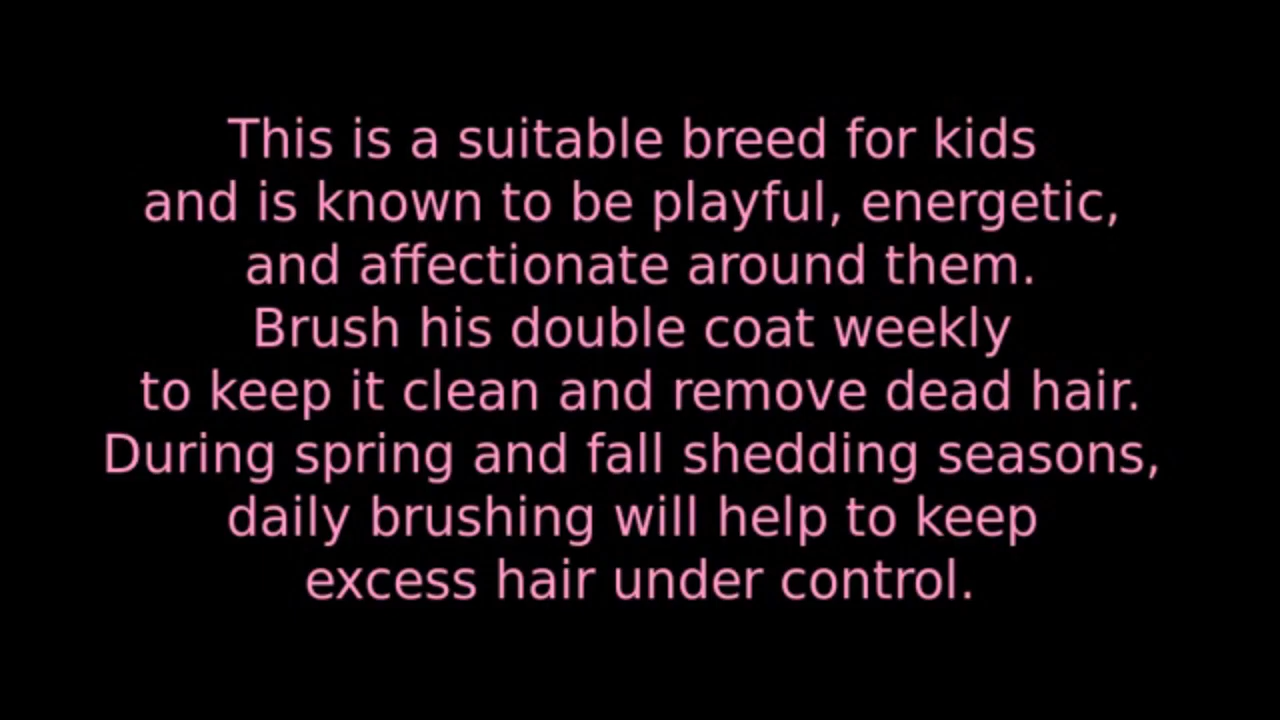 This is a suitable breed for kids
and is known to be playful, energetic,
and affectionate around them.
Brush his double coat weekly
to keep it clean and remove dead hair.
During spring and fall shedding seasons,
daily brushing will help to keep
excess hair under control.